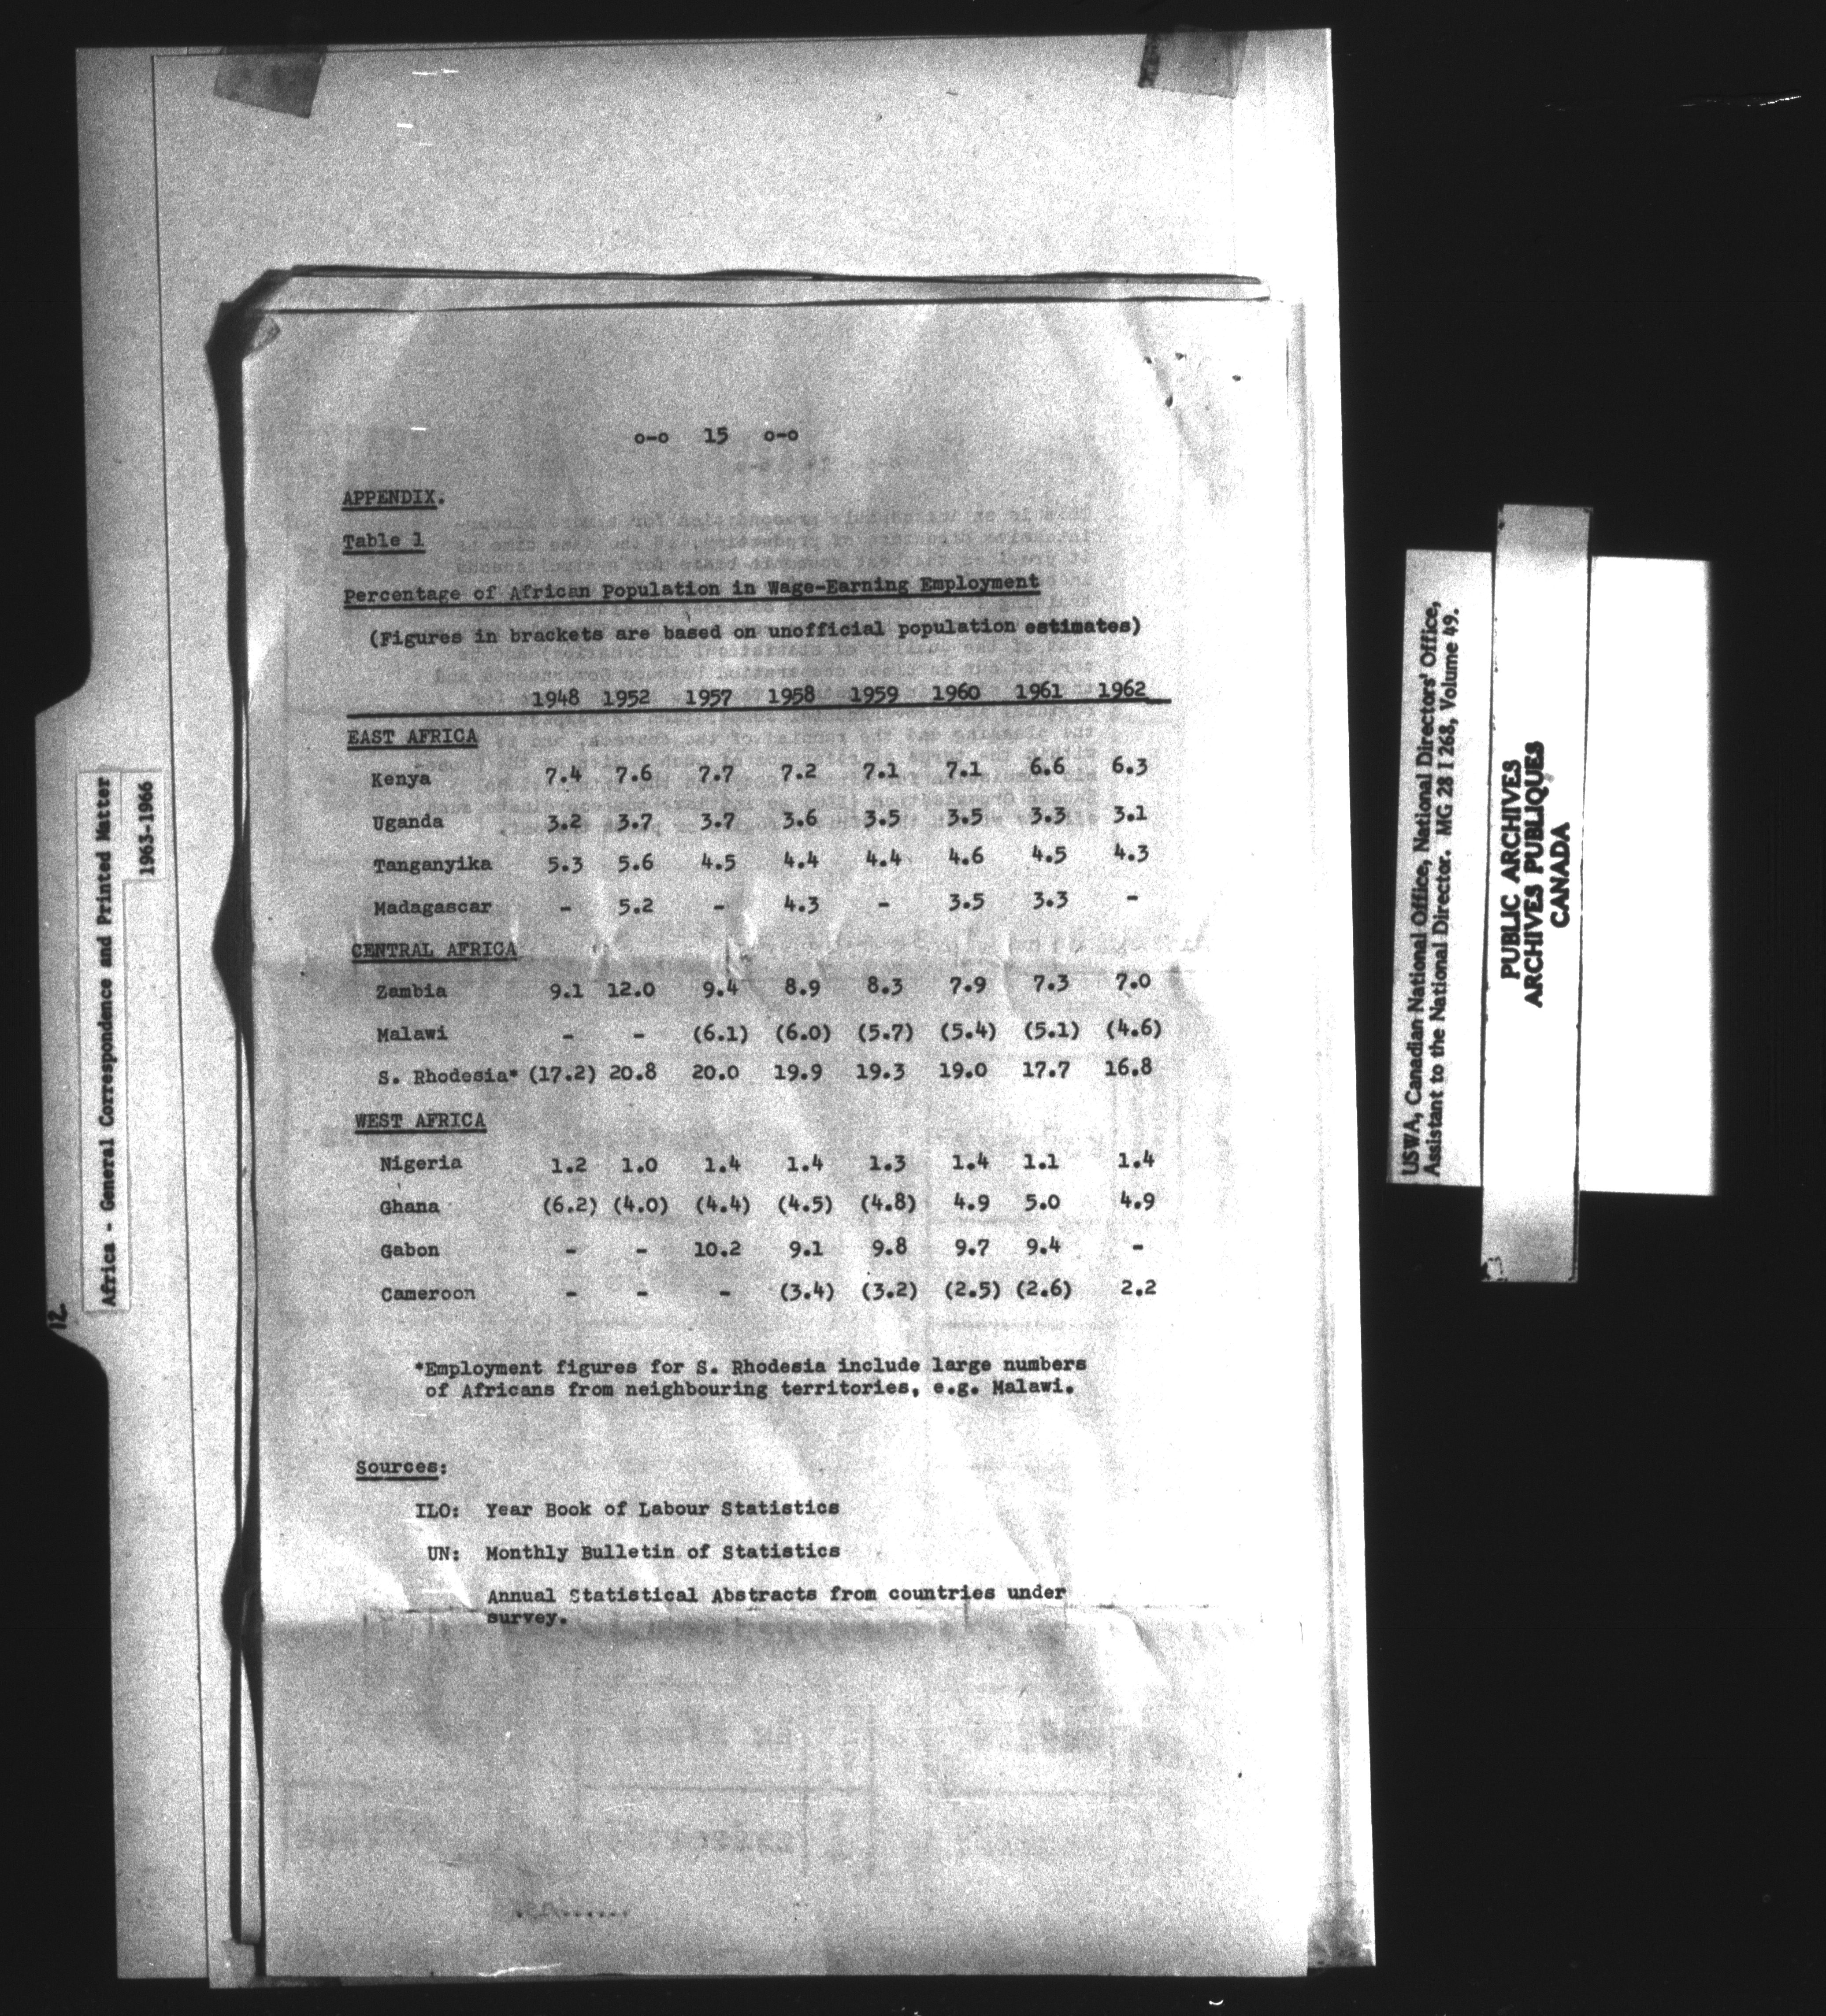 o-o 15 o-o
APPENDIX.
Table 1
Percentage of African Population in Wage-Earning Employment
(Figures in brackets are based on unofficial population estimates)
1948 1952 1957 1958 1959 1960 1961 1962
EAST AFRICA
Kenya 7.4 7.6 7.7 7.2 7.1 7.1 6.6 6.3
Uganda 3.2 3.7 3.7 3.6 3.5 3.5 3.3 3.1
Tanganyika 5.3 5.6 4.5 4.4 4.4 4.6 4.5 4.3
Madagascar - 5.2 - 4.3 - 3.5 3.3 -
CENTRAL AFRICA
Zambia 9.1 12.0 9.4 8.9 8.3 7.9 7.3 7.0
Malawi - - (6.1) (6.0) (5.7) (5.4) (5.1) (4.6)
S. Rhodesia* (17.2) 20.8 20.0 19.9 19.3 19.0 17.7 16.8
WEST AFRICA
Nigeria 1.2 1.0 1.4 1.4 1.3 1.4 1.1 1.4
Ghana (6.2) (4.0) (4.4) (4.5) (4.8) 4.9 5.0 4.9
Gabon - - 10.2 9.1 9.8 9.7 9.4 -
Cameroon - - - (3.4) (3.2) (2.5) (2.6) 2.2
*Employment figures for S. Rhodesia include large numbers
of Africans from neighbouring territories, e.g. Malawi.
Sources:
ILO: Year Book of Labour Statistics
UN: Monthly Bulletin of Statistics
Annual Statistical Abstracts from countries under
survey.
Africa - General Correspondence and Printed Matter
1963-1966
12
USWA, Canadian National Office, National Directors' Office,
Assistant to the National Director. MG 28 I 268, Volume 49.
PUBLIC ARCHIVES
ARCHIVES PUBLIQUES
CANADA